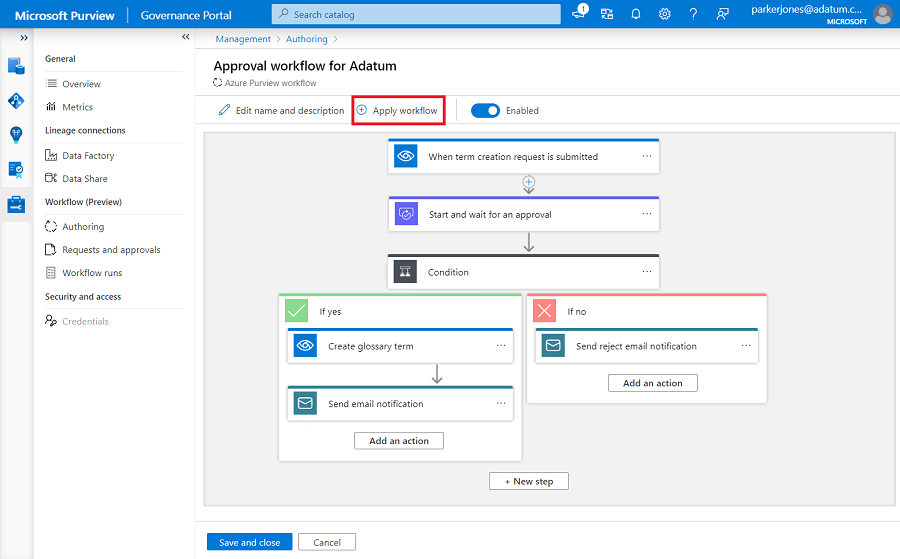 Microsoft Purview | Governance Portal
Search catalog
1
parkerjones@adatum.c...
MICROSOFT
»
«
General
Overview
Metrics
Lineage connections
Data Factory
Data Share
Workflow (Preview)
Authoring
Requests and approvals
Workflow runs
Security and access
Credentials
Management > Authoring >
Approval workflow for Adatum
Azure Purview workflow
Edit name and description
Apply workflow
Enabled
When term creation request is submitted ...
Start and wait for an approval ...
Condition ...
If yes
Create glossary term ...
Send email notification ...
Add an action
If no
Send reject email notification ...
Add an action
+ New step
Save and close
Cancel